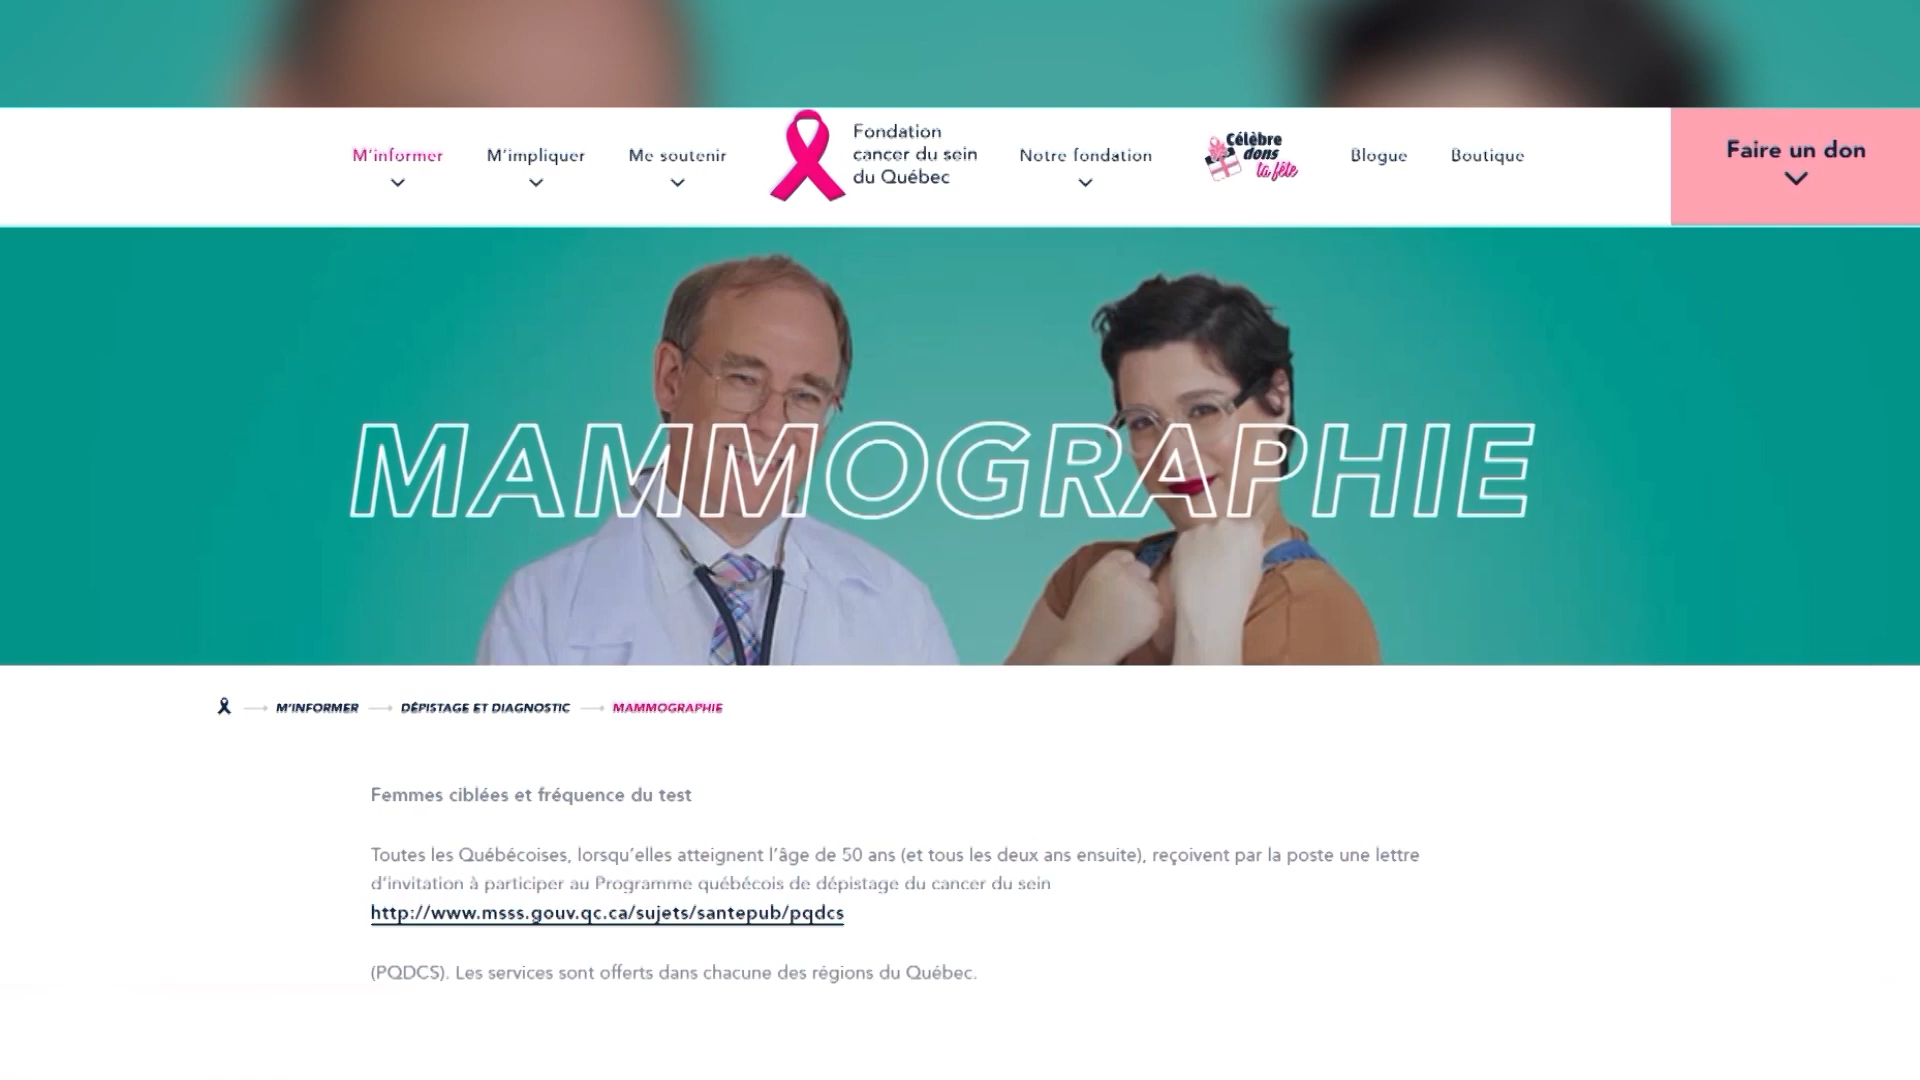 M'informer
M'impliquer
Me soutenir
Fondation
cancer du sein
du Québec
Notre fondation
Célèbre
dons
ta fête
Blogue
Boutique
Faire un don
MAMMOGRAPHIE
M'INFORMER
DÉPISTAGE ET DIAGNOSTIC
MAMMOGRAPHIE
Femmes ciblées et fréquence du test
Toutes les Québécoises, lorsqu'elles atteignent l'âge de 50 ans (et tous les deux ans ensuite), reçoivent par la poste une lettre
d'invitation à participer au Programme québécois de dépistage du cancer du sein
http://www.msss.gouv.qc.ca/sujets/santepub/pqdcs
(PQDCS). Les services sont offerts dans chacune des régions du Québec.